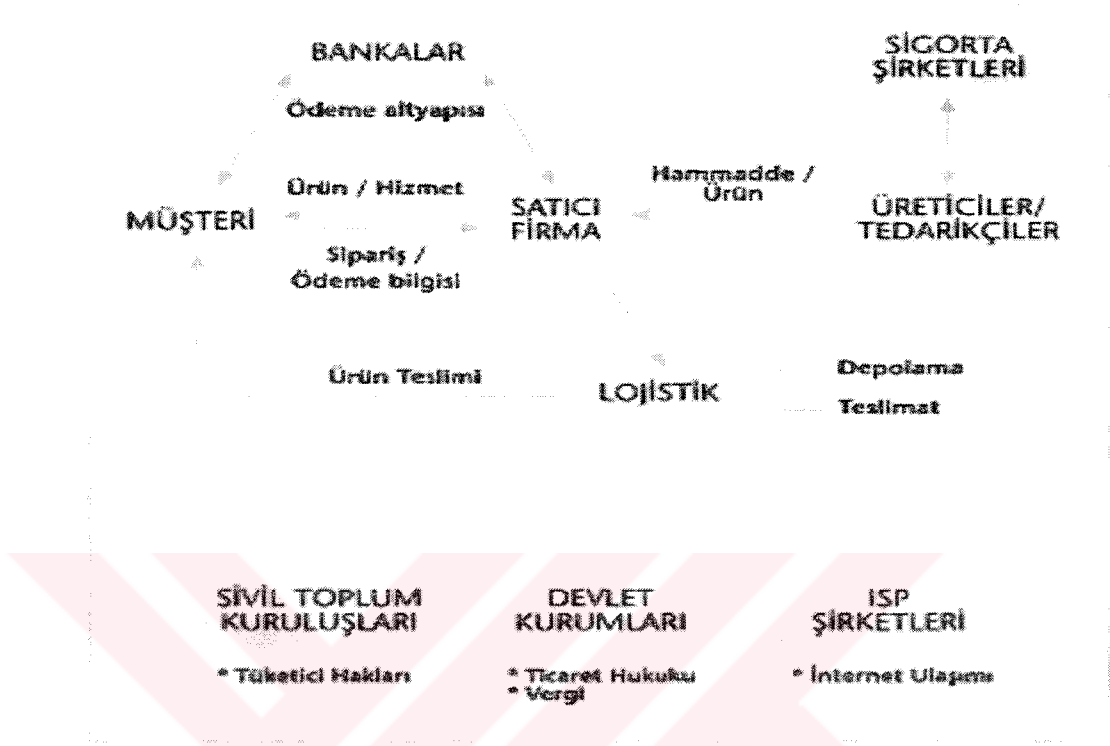 BANKALAR
SİGORTA
ŞİRKETLERİ
Ödeme altyapısı
Ürün / Hizmet
Hammadde /
Ürün
MÜŞTERİ
SATICI
FİRMA
ÜRETİCİLER/
TEDARİKÇİLER
Sipariş /
Ödeme bilgisi
Ürün Teslimi
LOJİSTİK
Depolama
Teslimat
SİVİL TOPLUM
KURULUŞLARI
DEVLET
KURUMLARI
ISP
ŞİRKETLERİ
* Tüketici Hakları
* Ticaret Hukuku
* Vergi
* İnternet Ulaşımı